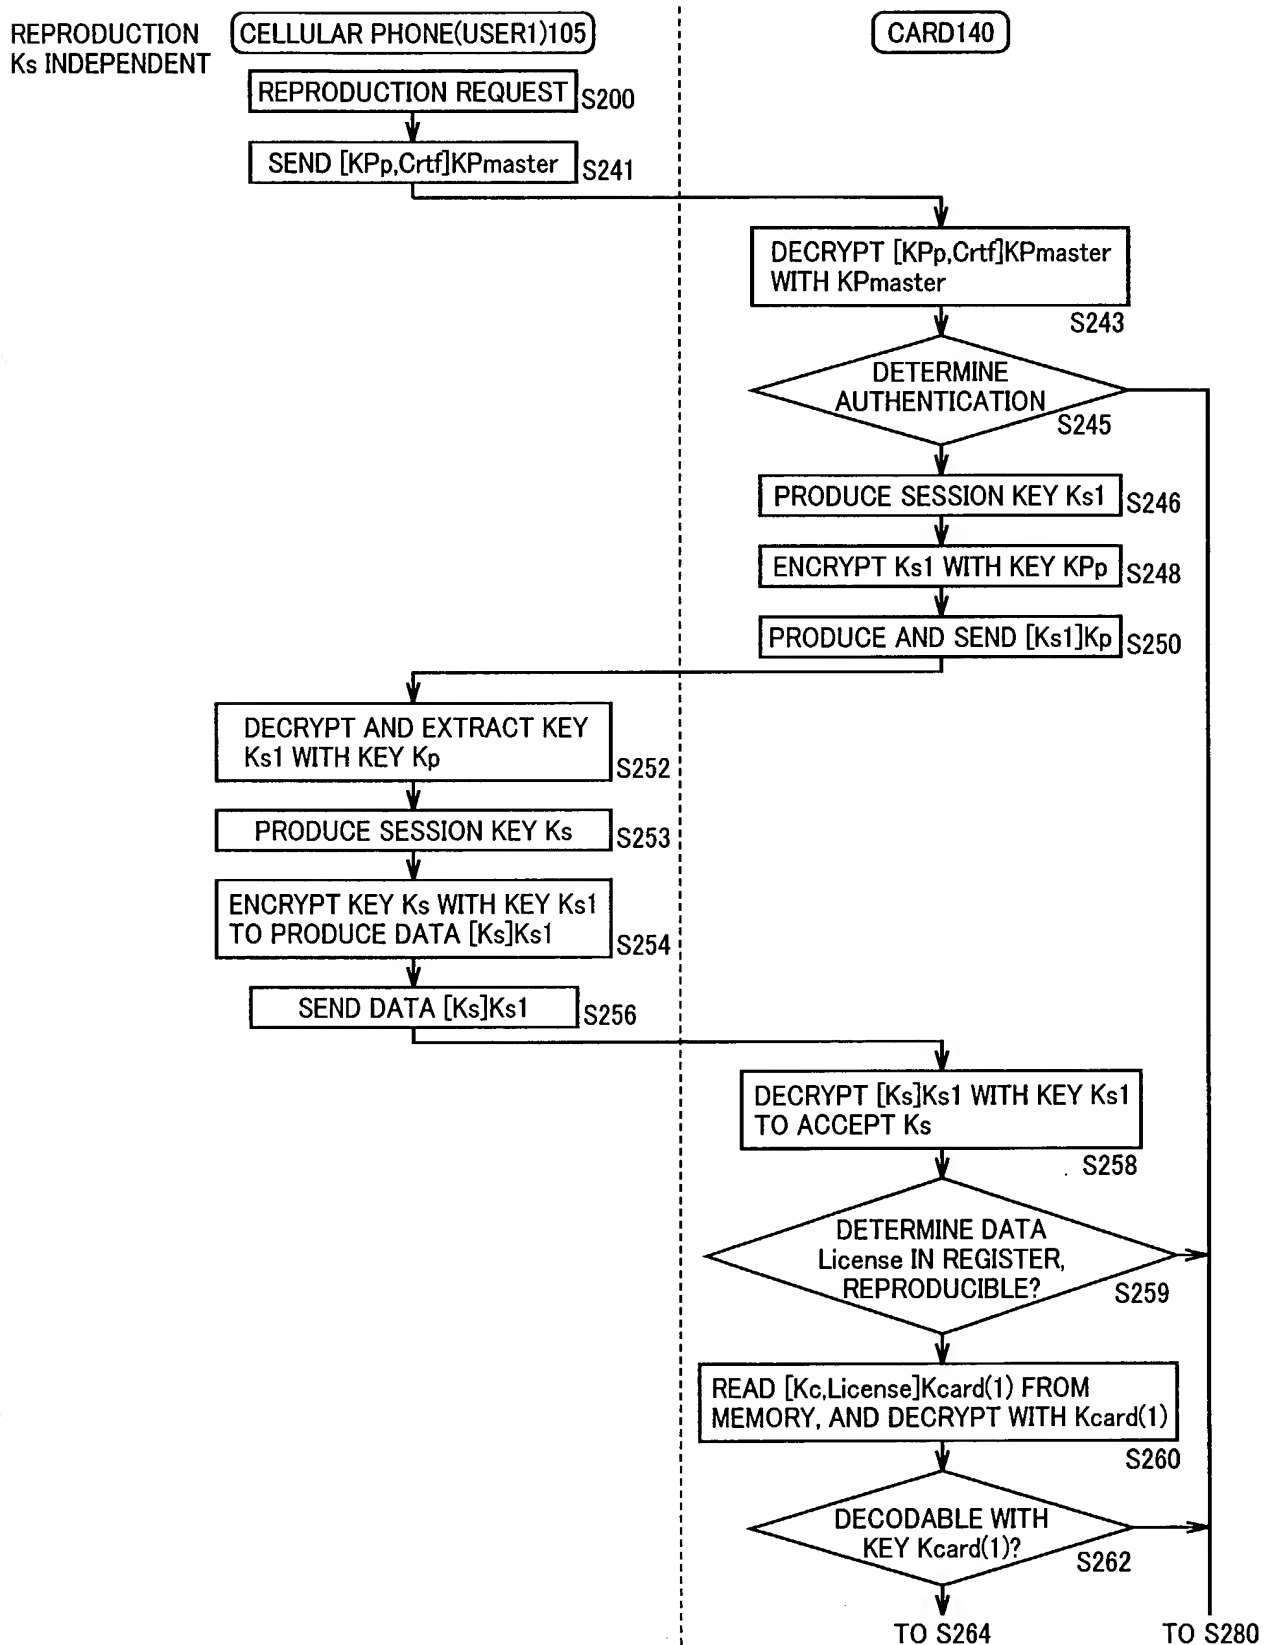 REPRODUCTION
Ks INDEPENDENT
CELLULAR PHONE(USER1)105
CARD140
REPRODUCTION REQUEST
S200
SEND [KPp,Crtf]KPmaster
S241
DECRYPT [KPp,Crtf]KPmaster
WITH KPmaster
S243
DETERMINE
AUTHENTICATION
S245
PRODUCE SESSION KEY Ks1
S246
ENCRYPT Ks1 WITH KEY KPp
S248
PRODUCE AND SEND [Ks1]Kp
S250
DECRYPT AND EXTRACT KEY
Ks1 WITH KEY Kp
S252
PRODUCE SESSION KEY Ks
S253
ENCRYPT KEY Ks WITH KEY Ks1
TO PRODUCE DATA [Ks]Ks1
S254
SEND DATA [Ks]Ks1
S256
DECRYPT [Ks]Ks1 WITH KEY Ks1
TO ACCEPT Ks
S258
DETERMINE DATA
License IN REGISTER,
REPRODUCIBLE?
S259
READ [Kc,License]Kcard(1) FROM
MEMORY, AND DECRYPT WITH Kcard(1)
S260
DECODABLE WITH
KEY Kcard(1)?
S262
TO S264
TO S280